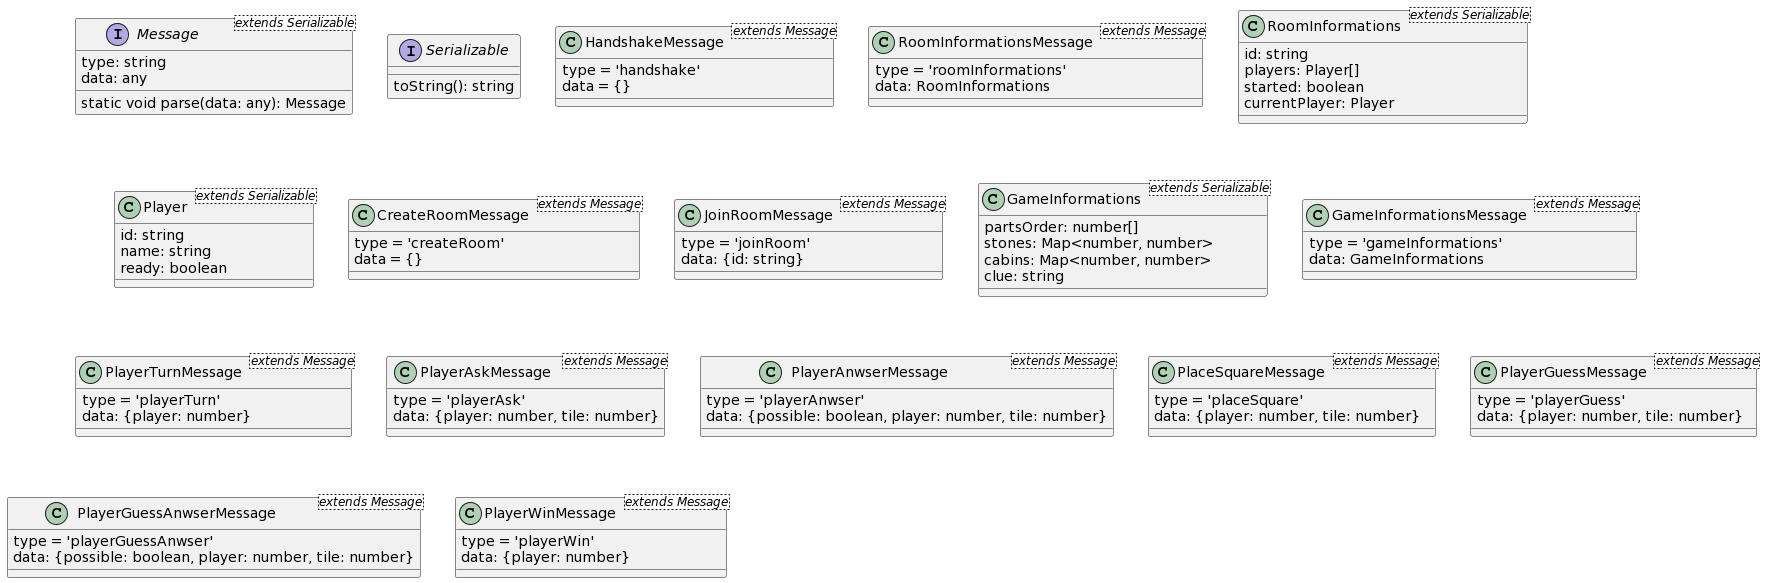 I Message extends Serializable
type: string
data: any
static void parse(data: any): Message
I Serializable
toString(): string
C HandshakeMessage extends Message
type = 'handshake'
data = {}
C RoomInformationsMessage extends Message
type = 'roomInformations'
data: RoomInformations
C RoomInformations extends Serializable
id: string
players: Player[]
started: boolean
currentPlayer: Player
C Player extends Serializable
id: string
name: string
ready: boolean
C CreateRoomMessage extends Message
type = 'createRoom'
data = {}
C JoinRoomMessage extends Message
type = 'joinRoom'
data: {id: string}
C GameInformations extends Serializable
partsOrder: number[]
stones: Map<number, number>
cabins: Map<number, number>
clue: string
C GameInformationsMessage extends Message
type = 'gameInformations'
data: GameInformations
C PlayerTurnMessage extends Message
type = 'playerTurn'
data: {player: number}
C PlayerAskMessage extends Message
type = 'playerAsk'
data: {player: number, tile: number}
C PlayerAnwserMessage extends Message
type = 'playerAnwser'
data: {possible: boolean, player: number, tile: number}
C PlaceSquareMessage extends Message
type = 'placeSquare'
data: {player: number, tile: number}
C PlayerGuessMessage extends Message
type = 'playerGuess'
data: {player: number, tile: number}
C PlayerGuessAnwserMessage extends Message
type = 'playerGuessAnwser'
data: {possible: boolean, player: number, tile: number}
C PlayerWinMessage extends Message
type = 'playerWin'
data: {player: number}